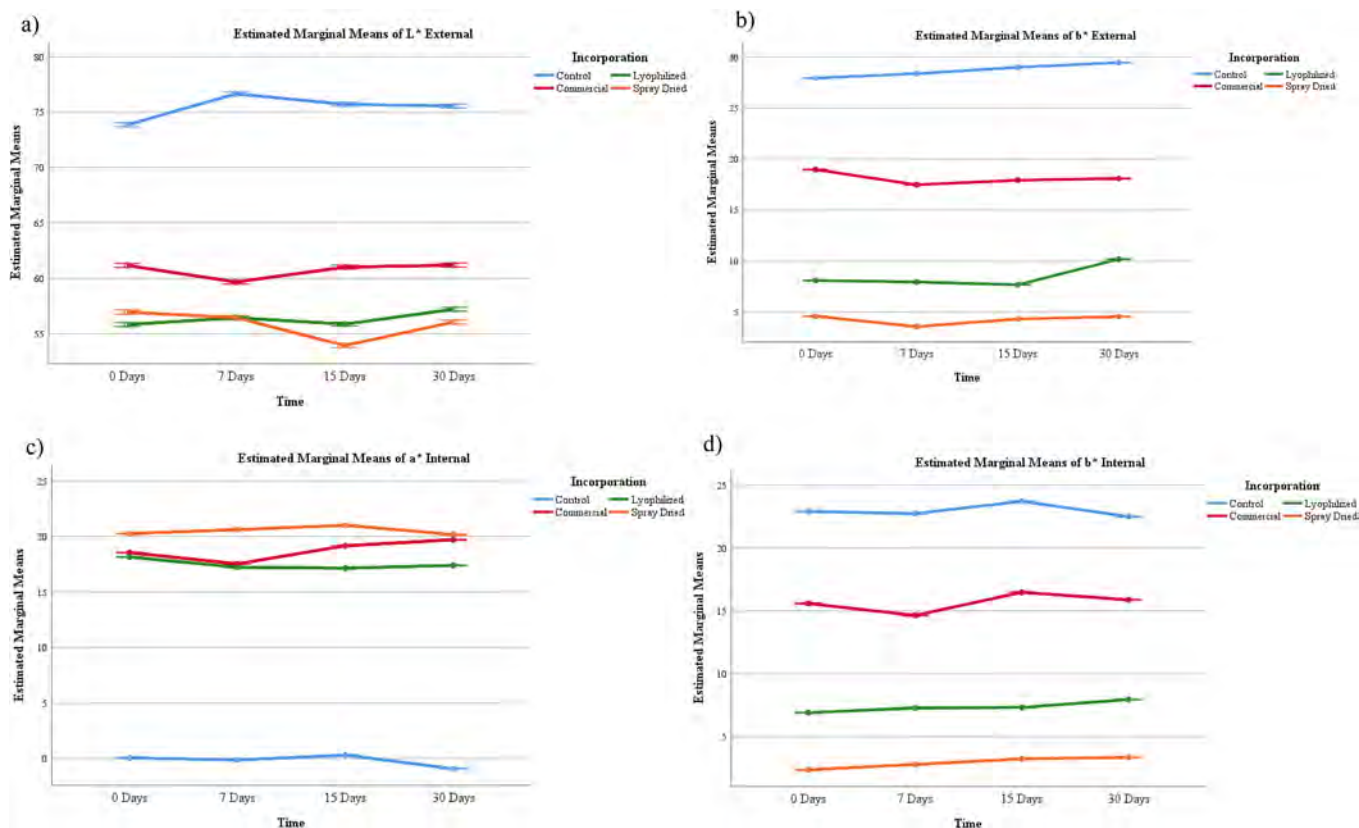 a)
Estimated Marginal Means of L* External
Incorporation
Control Lyophilized
Commercial Spray Dried
Estimated Marginal Means
80
75
70
65
60
55
0 Days 7 Days 15 Days 30 Days
Time
b)
Estimated Marginal Means of b* External
Incorporation
Control Lyophilized
Commercial Spray Dried
Estimated Marginal Means
30
25
20
15
10
5
0 Days 7 Days 15 Days 30 Days
Time
c)
Estimated Marginal Means of a* Internal
Incorporation
Control Lyophilized
Commercial Spray Dried
Estimated Marginal Means
25
20
15
10
5
0
0 Days 7 Days 15 Days 30 Days
Time
d)
Estimated Marginal Means of b* Internal
Incorporation
Control Lyophilized
Commercial Spray Dried
Estimated Marginal Means
25
20
15
10
5
0 Days 7 Days 15 Days 30 Days
Time